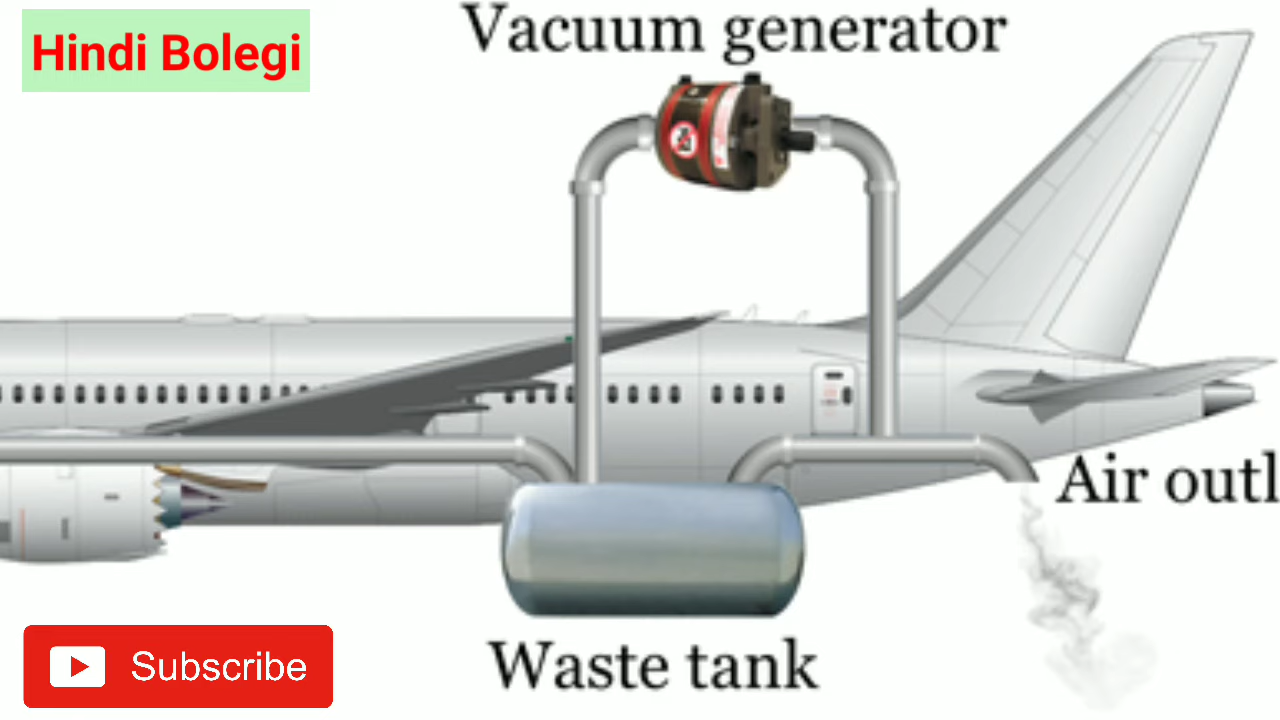 Hindi Bolegi
Vacuum generator
Air outl
Waste tank
Subscribe